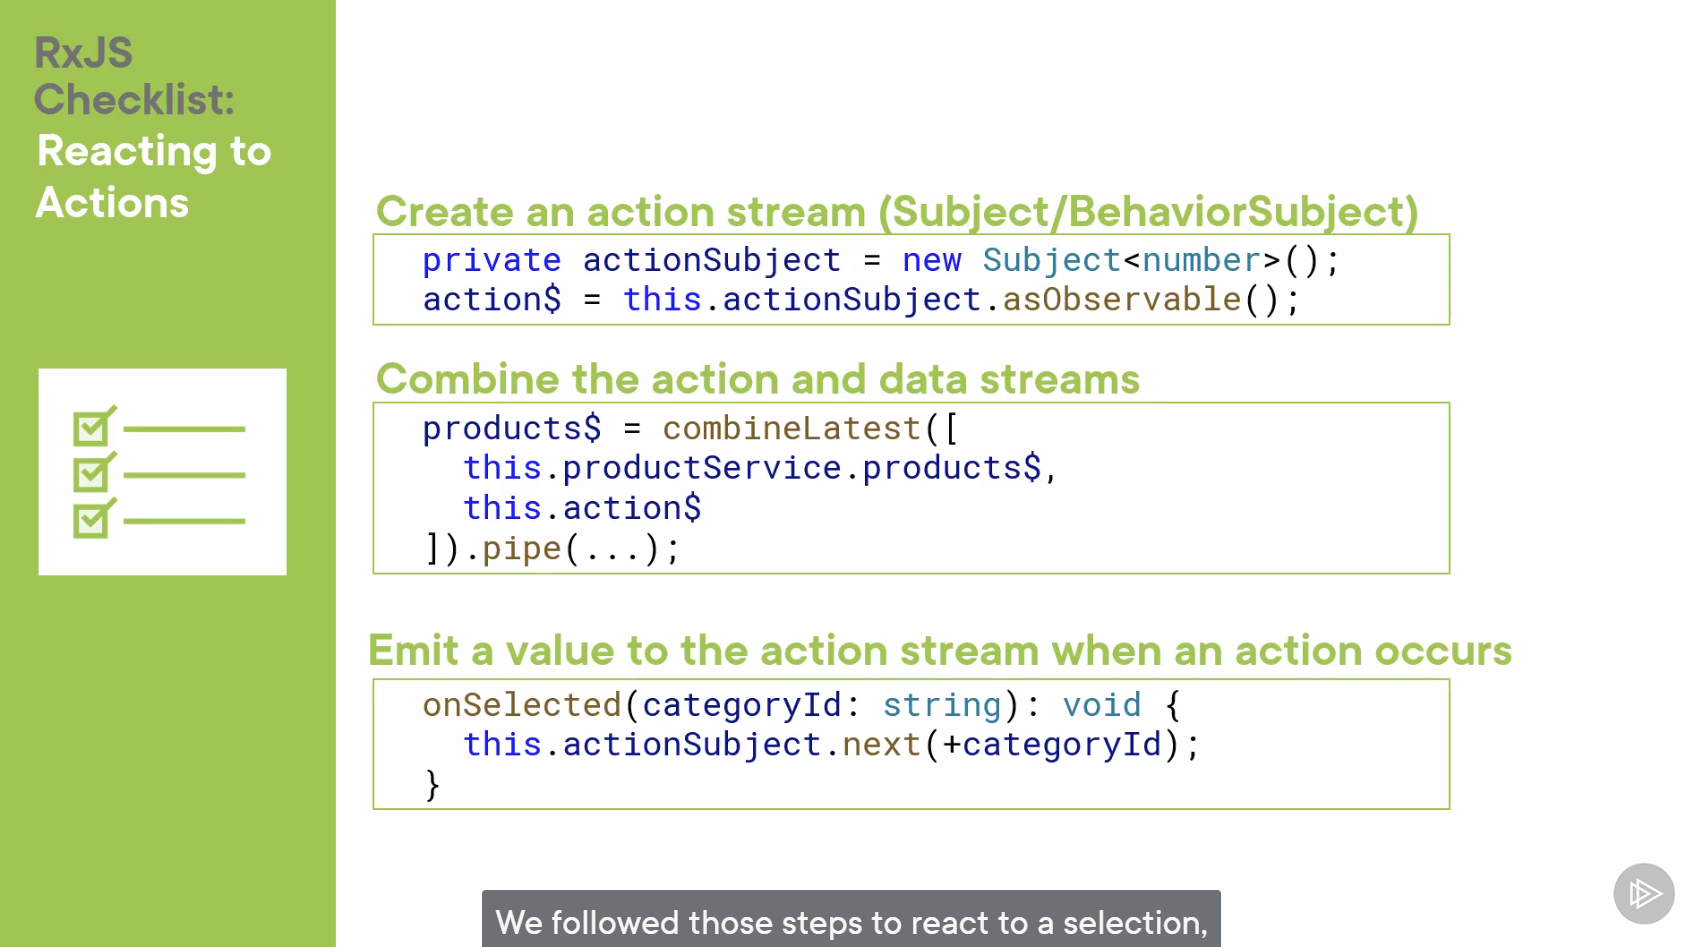 RxJS
Checklist:
Reacting to
Actions
Create an action stream (Subject/BehaviorSubject)
private actionSubject = new Subject<number>();
action$ = this.actionSubject.asObservable();
Combine the action and data streams
products$ = combineLatest([
this.productService.products$,
this.action$
]).pipe(...);
Emit a value to the action stream when an action occurs
onSelected(categoryId: string): void {
this.actionSubject.next(+categoryId);
}
We followed those steps to react to a selection,